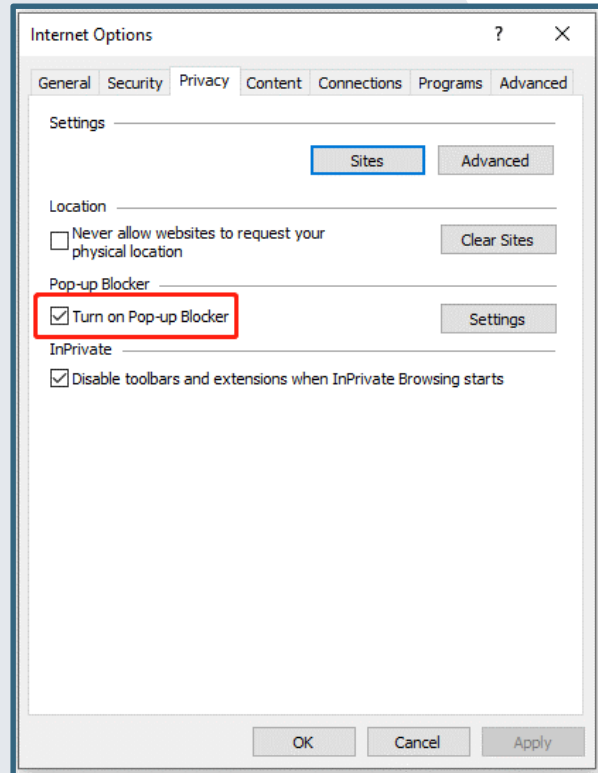 Internet Options ? ×
General Security Privacy Content Connections Programs Advanced
Settings
Sites Advanced
Location
Never allow websites to request your
physical location
Clear Sites
Pop-up Blocker
Turn on Pop-up Blocker Settings
InPrivate
Disable toolbars and extensions when InPrivate Browsing starts
OK Cancel Apply